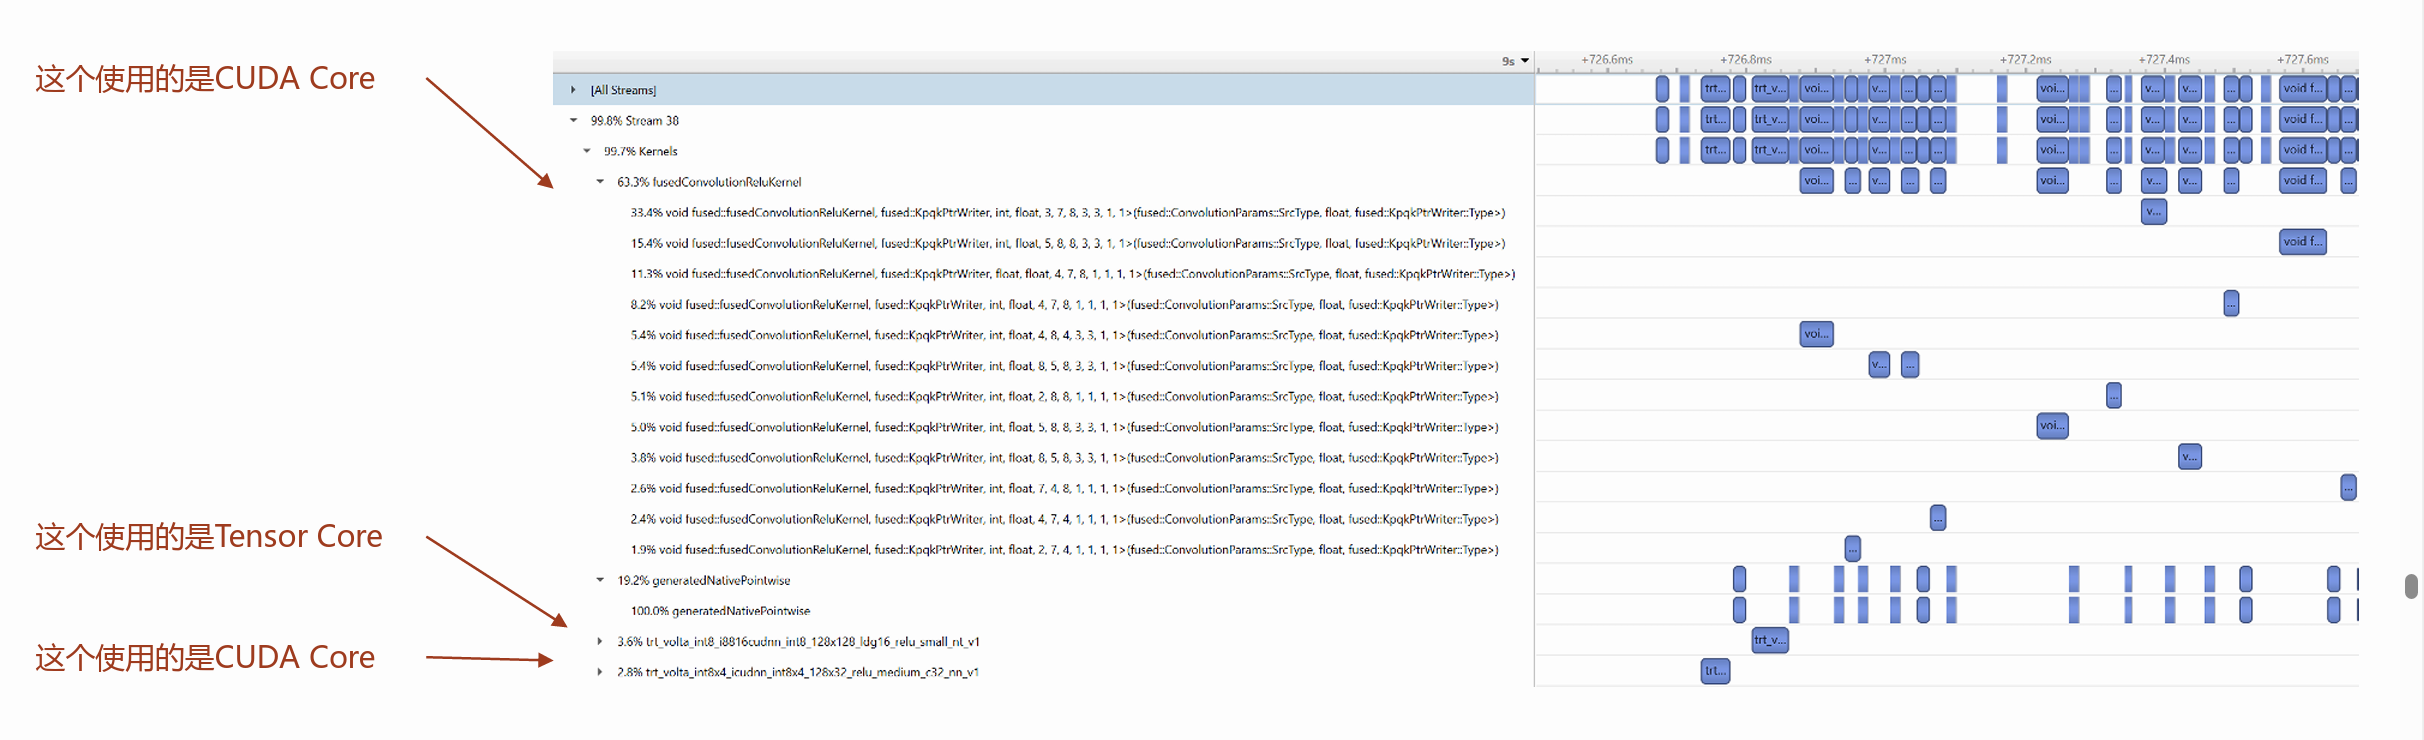 这个使用的是CUDA Core
这个使用的是Tensor Core
这个使用的是CUDA Core
9s
+726.6ms +726.8ms +727ms +727.2ms +727.4ms +727.6ms
[All Streams] trt... trt_v... voi... v... ... ... voi... ... v... v... ... void f... ...
99.8% Stream 38 trt... trt_v... voi... v... ... ... voi... ... v... v... ... void f... ...
99.7% Kernels trt... trt_v... voi... v... ... ... voi... ... v... v... ... void f... ...
63.3% fusedConvolutionReluKernel voi... ... v... ... ... voi... ... v... v... ... void f... ...
33.4% void fused::fusedConvolutionReluKernel, fused::KpqkPtrWriter, int, float, 3, 7, 8, 3, 3, 1, 1>(fused::ConvolutionParams::SrcType, float, fused::KpqkPtrWriter::Type>) v...
15.4% void fused::fusedConvolutionReluKernel, fused::KpqkPtrWriter, int, float, 5, 8, 8, 3, 3, 1, 1>(fused::ConvolutionParams::SrcType, float, fused::KpqkPtrWriter::Type>) void f...
11.3% void fused::fusedConvolutionReluKernel, fused::KpqkPtrWriter, float, float, 4, 7, 8, 1, 1, 1, 1>(fused::ConvolutionParams::SrcType, float, fused::KpqkPtrWriter::Type>)
8.2% void fused::fusedConvolutionReluKernel, fused::KpqkPtrWriter, int, float, 4, 7, 8, 1, 1, 1, 1>(fused::ConvolutionParams::SrcType, float, fused::KpqkPtrWriter::Type>) ...
5.4% void fused::fusedConvolutionReluKernel, fused::KpqkPtrWriter, int, float, 4, 8, 4, 3, 3, 1, 1>(fused::ConvolutionParams::SrcType, float, fused::KpqkPtrWriter::Type>) voi...
5.4% void fused::fusedConvolutionReluKernel, fused::KpqkPtrWriter, int, float, 8, 5, 8, 3, 3, 1, 1>(fused::ConvolutionParams::SrcType, float, fused::KpqkPtrWriter::Type>) v... ...
5.1% void fused::fusedConvolutionReluKernel, fused::KpqkPtrWriter, int, float, 2, 8, 8, 1, 1, 1, 1>(fused::ConvolutionParams::SrcType, float, fused::KpqkPtrWriter::Type>) ...
5.0% void fused::fusedConvolutionReluKernel, fused::KpqkPtrWriter, int, float, 5, 8, 8, 3, 3, 1, 1>(fused::ConvolutionParams::SrcType, float, fused::KpqkPtrWriter::Type>) voi...
3.8% void fused::fusedConvolutionReluKernel, fused::KpqkPtrWriter, int, float, 8, 5, 8, 3, 3, 1, 1>(fused::ConvolutionParams::SrcType, float, fused::KpqkPtrWriter::Type>) v...
2.6% void fused::fusedConvolutionReluKernel, fused::KpqkPtrWriter, int, float, 7, 4, 8, 1, 1, 1, 1>(fused::ConvolutionParams::SrcType, float, fused::KpqkPtrWriter::Type>) ...
2.4% void fused::fusedConvolutionReluKernel, fused::KpqkPtrWriter, int, float, 4, 7, 4, 1, 1, 1, 1>(fused::ConvolutionParams::SrcType, float, fused::KpqkPtrWriter::Type>) ...
1.9% void fused::fusedConvolutionReluKernel, fused::KpqkPtrWriter, int, float, 2, 7, 4, 1, 1, 1, 1>(fused::ConvolutionParams::SrcType, float, fused::KpqkPtrWriter::Type>) ...
19.2% generatedNativePointwise
100.0% generatedNativePointwise
3.6% trt_volta_int8_i8816cudnn_int8_128x128_ldg16_relu_small_nt_v1 trt_v...
2.8% trt_volta_int8x4_icudnn_int8x4_128x32_relu_medium_c32_nn_v1 trt...